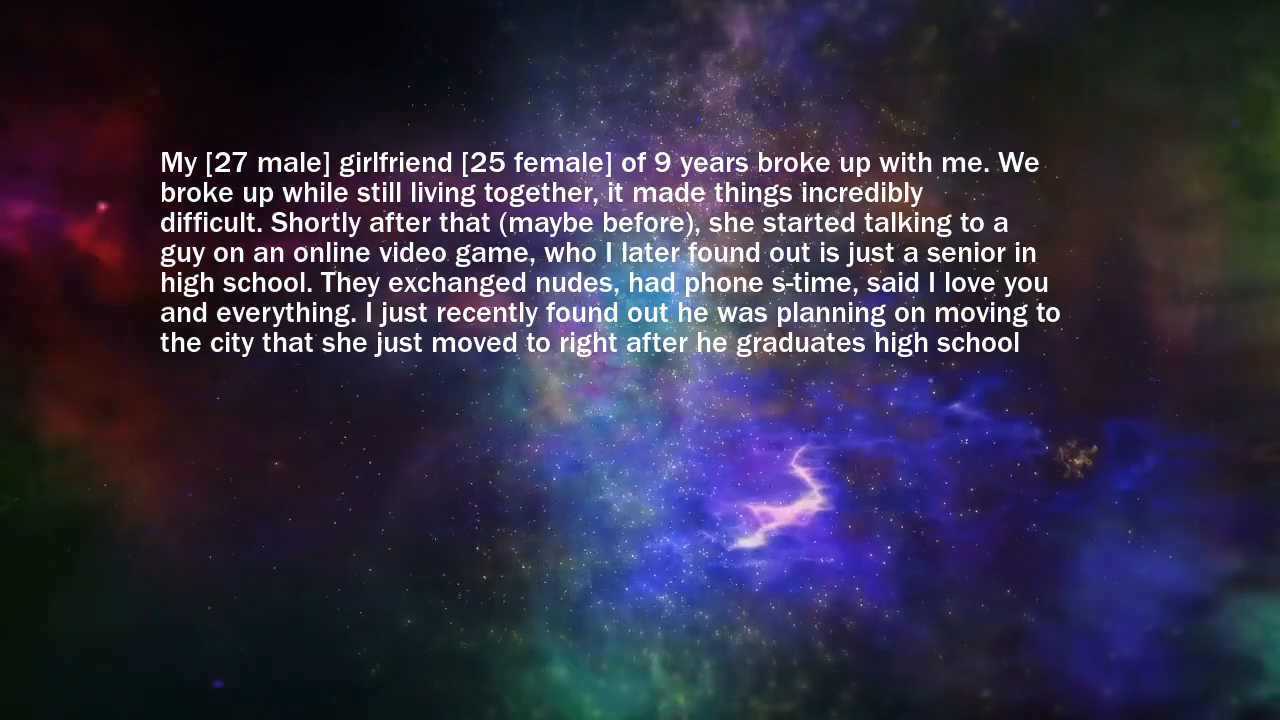 My [27 male] girlfriend [25 female] of 9 years broke up with me. We
broke up while still living together, it made things incredibly
difficult. Shortly after that (maybe before), she started talking to a
guy on an online video game, who I later found out is just a senior in
high school. They exchanged nudes, had phone s-time, said I love you
and everything. I just recently found out he was planning on moving to
the city that she just moved to right after he graduates high school